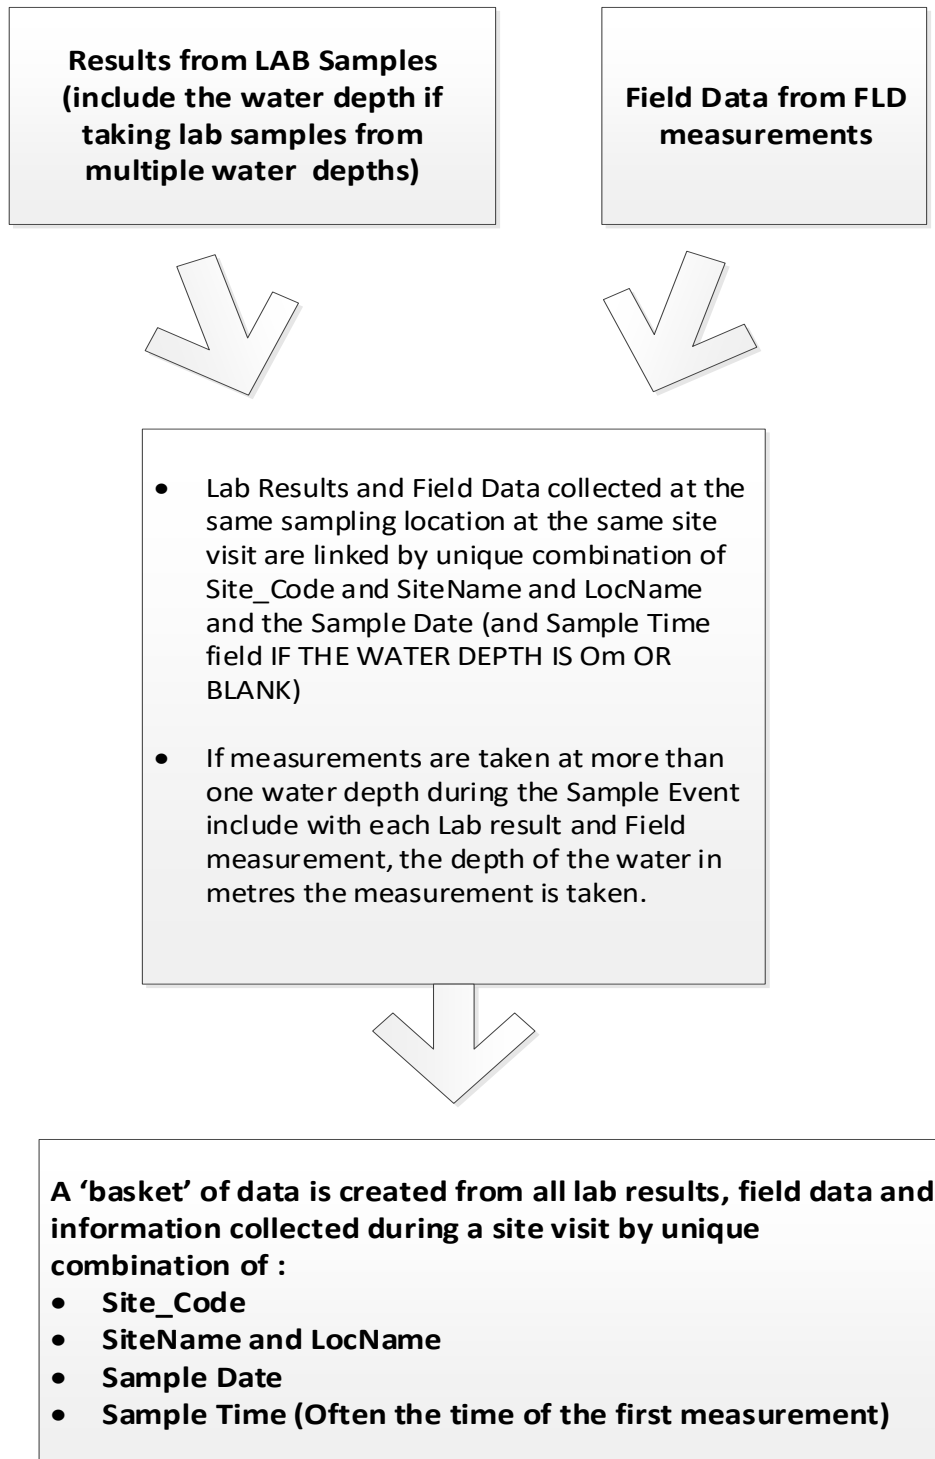 Results from LAB Samples
(include the water depth if
taking lab samples from
multiple water depths)
Field Data from FLD
measurements
• Lab Results and Field Data collected at the
same sampling location at the same site
visit are linked by unique combination of
Site_Code and SiteName and LocName
and the Sample Date (and Sample Time
field IF THE WATER DEPTH IS Om OR
BLANK)
• If measurements are taken at more than
one water depth during the Sample Event
include with each Lab result and Field
measurement, the depth of the water in
metres the measurement is taken.
A ‘basket’ of data is created from all lab results, field data and
information collected during a site visit by unique
combination of :
• Site_Code
• SiteName and LocName
• Sample Date
• Sample Time (Often the time of the first measurement)